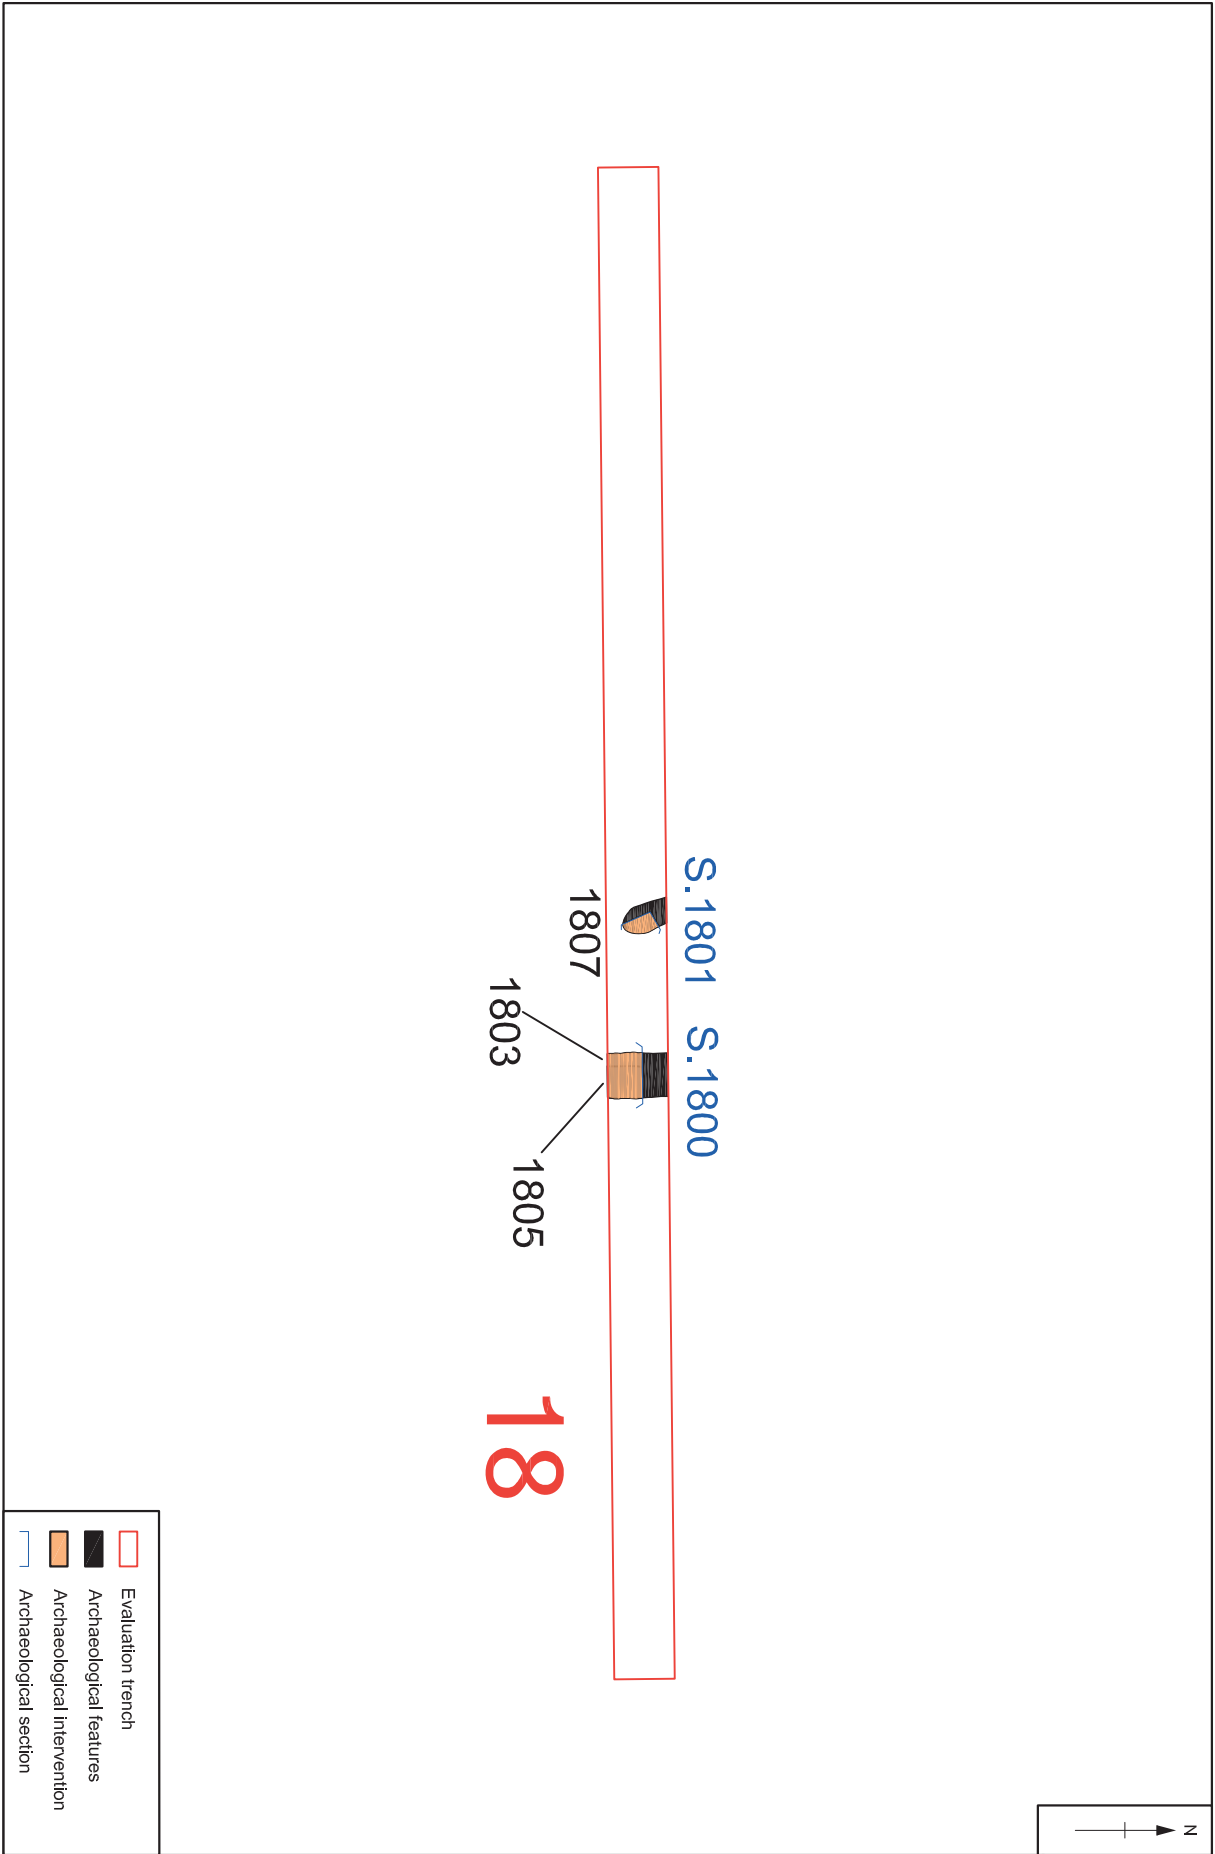 N
S.1801
S.1800
1807
1803
1805
18
Evaluation trench
Archaeological features
Archaeological intervention
Archaeological section